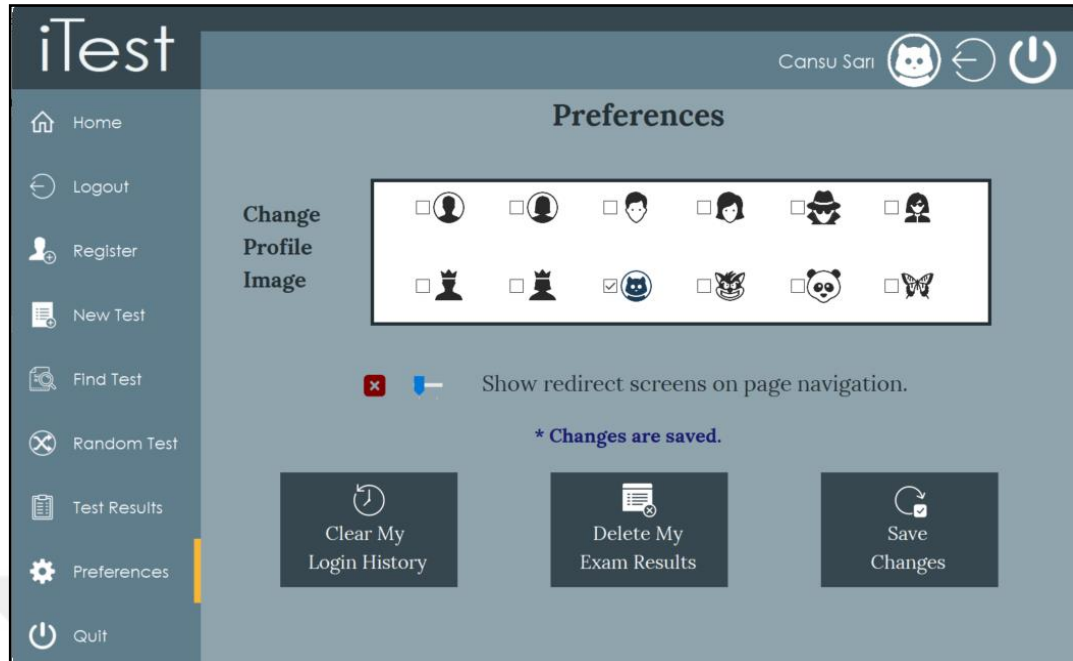 iTest
Cansu Sarı
Home
Logout
Register
New Test
Find Test
Random Test
Test Results
Preferences
Quit
Preferences
Change
Profile
Image
Show redirect screens on page navigation.
* Changes are saved.
Clear My
Login History
Delete My
Exam Results
Save
Changes